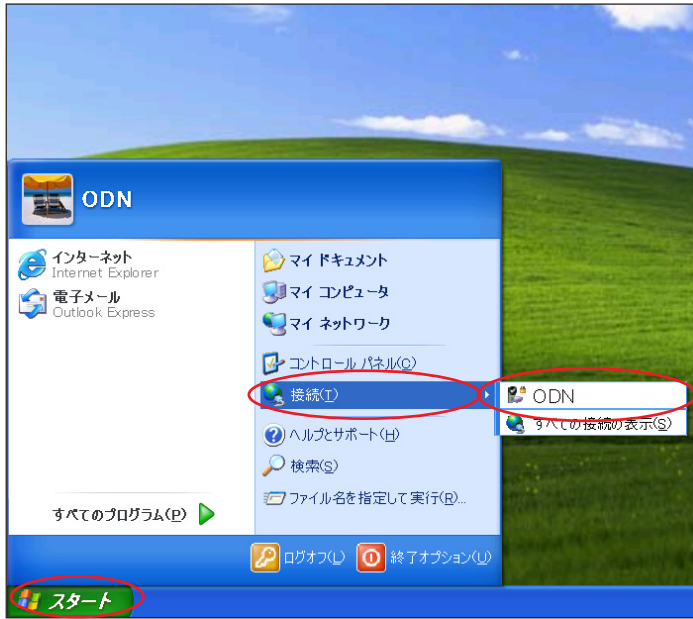 ODN
インターネット
Internet Explorer
電子メール
Outlook Express
すべてのプログラム(P)
マイ ドキュメント
マイ コンピュータ
マイ ネットワーク
コントロール パネル(C)
接続(T)
ヘルプとサポート(H)
検索(S)
ファイル名を指定して実行(R)...
ODN
すべての接続の表示(S)
ログオフ(L)
終了オプション(U)
スタート